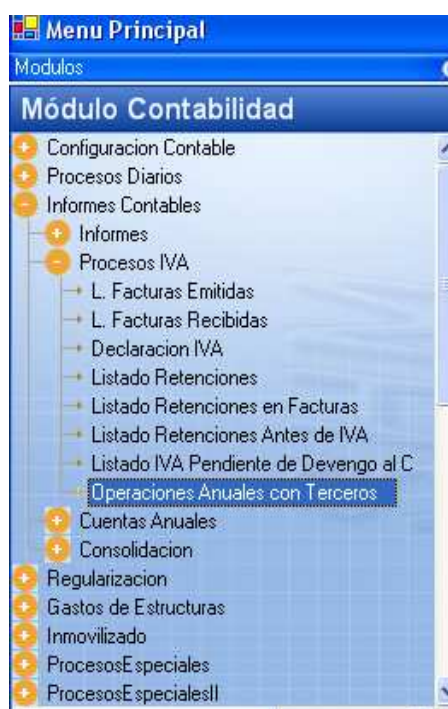 Menu Principal
Modulos
Módulo Contabilidad
Configuracion Contable
Procesos Diarios
Informes Contables
Informes
Procesos IVA
L. Facturas Emitidas
L. Facturas Recibidas
Declaracion IVA
Listado Retenciones
Listado Retenciones en Facturas
Listado Retenciones Antes de IVA
Listado IVA Pendiente de Devengo al C
Operaciones Anuales con Terceros
Cuentas Anuales
Consolidacion
Regularizacion
Gastos de Estructuras
Inmovilizado
ProcesosEspeciales
ProcesosEspecialesII